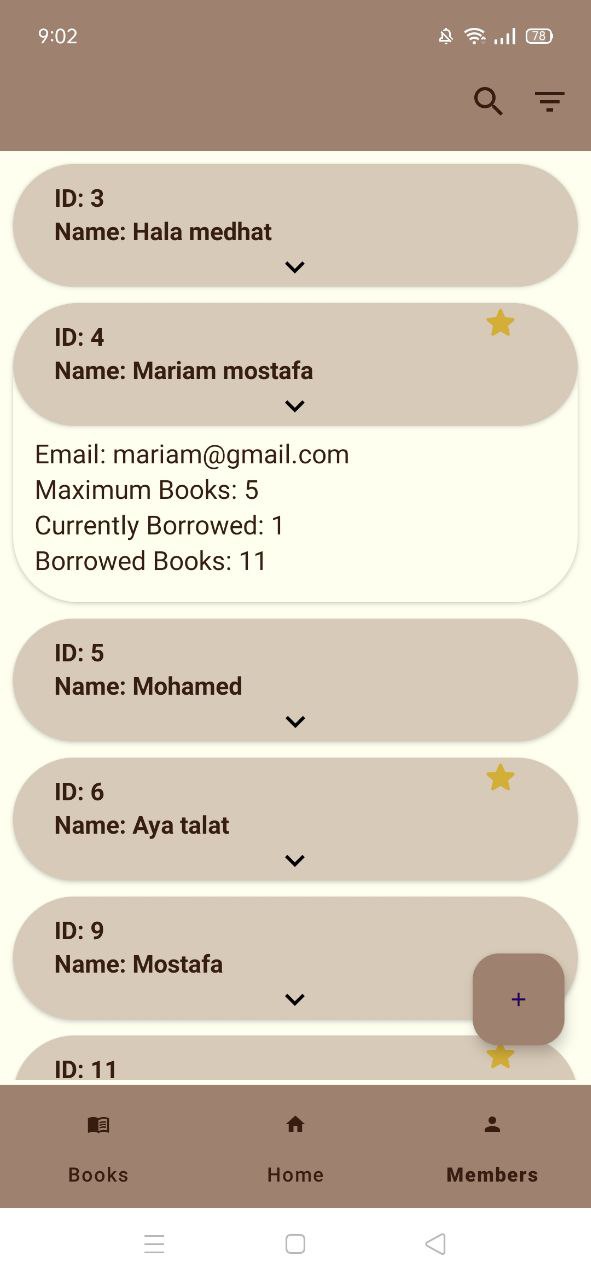 9:02
78
ID: 3
Name: Hala medhat
ID: 4
Name: Mariam mostafa
Email: mariam@gmail.com
Maximum Books: 5
Currently Borrowed: 1
Borrowed Books: 11
ID: 5
Name: Mohamed
ID: 6
Name: Aya talat
ID: 9
Name: Mostafa
+
ID: 11
Books
Home
Members